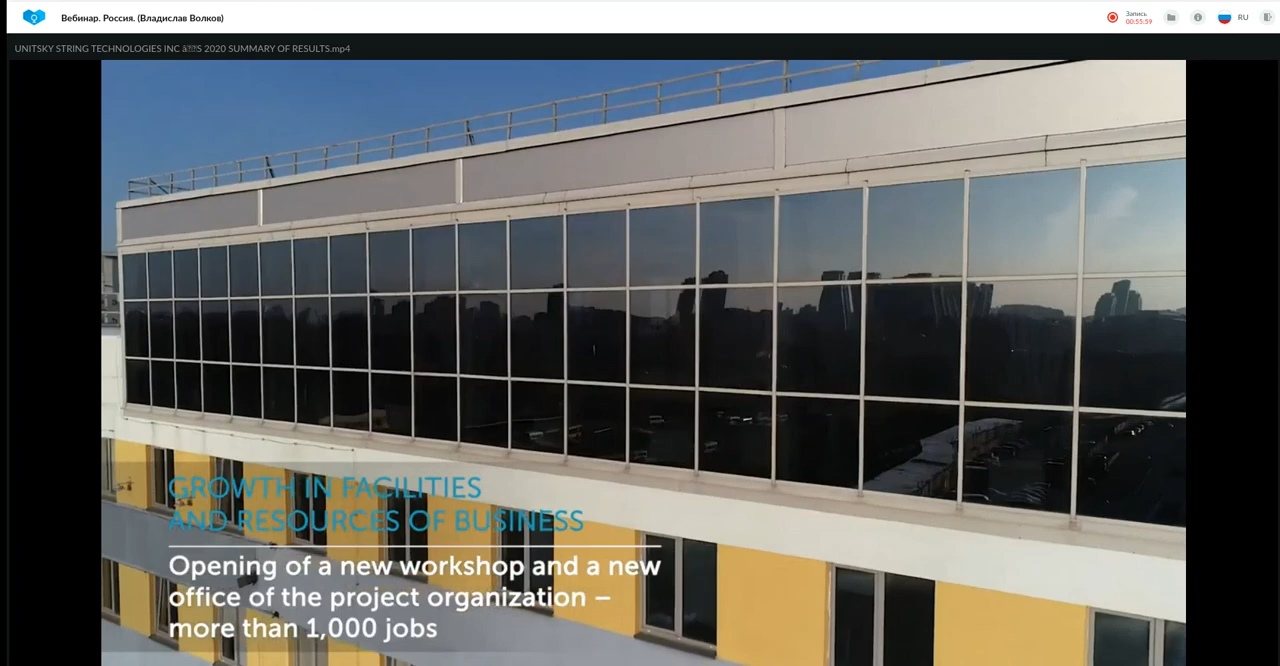 Вебинар. Россия. (Владислав Волков)
Запись
00:55:59
RU
UNITSKY STRING TECHNOLOGIES INC 2020 SUMMARY OF RESULTS.mp4
GROWTH IN FACILITIES
AND RESOURCES OF BUSINESS
Opening of a new workshop and a new
office of the project organization –
more than 1,000 jobs